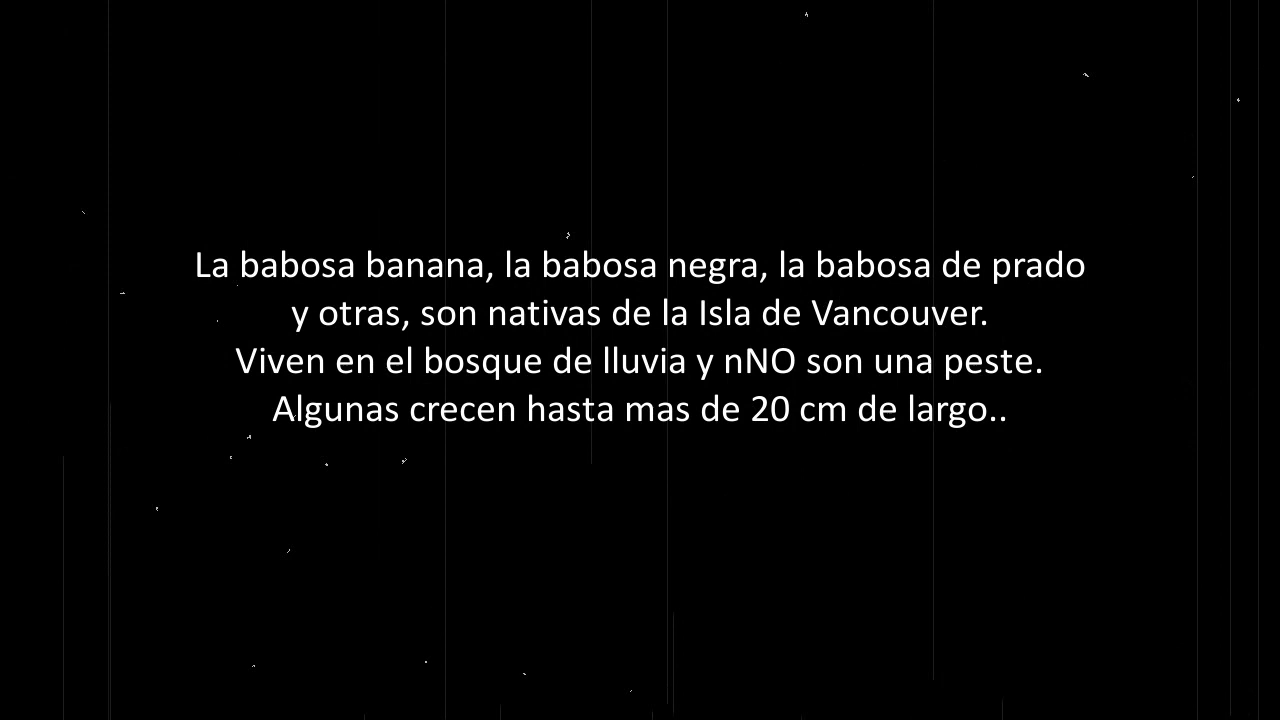 La babosa banana, la babosa negra, la babosa de prado
y otras, son nativas de la Isla de Vancouver.
Viven en el bosque de lluvia y nNO son una peste.
Algunas crecen hasta mas de 20 cm de largo..